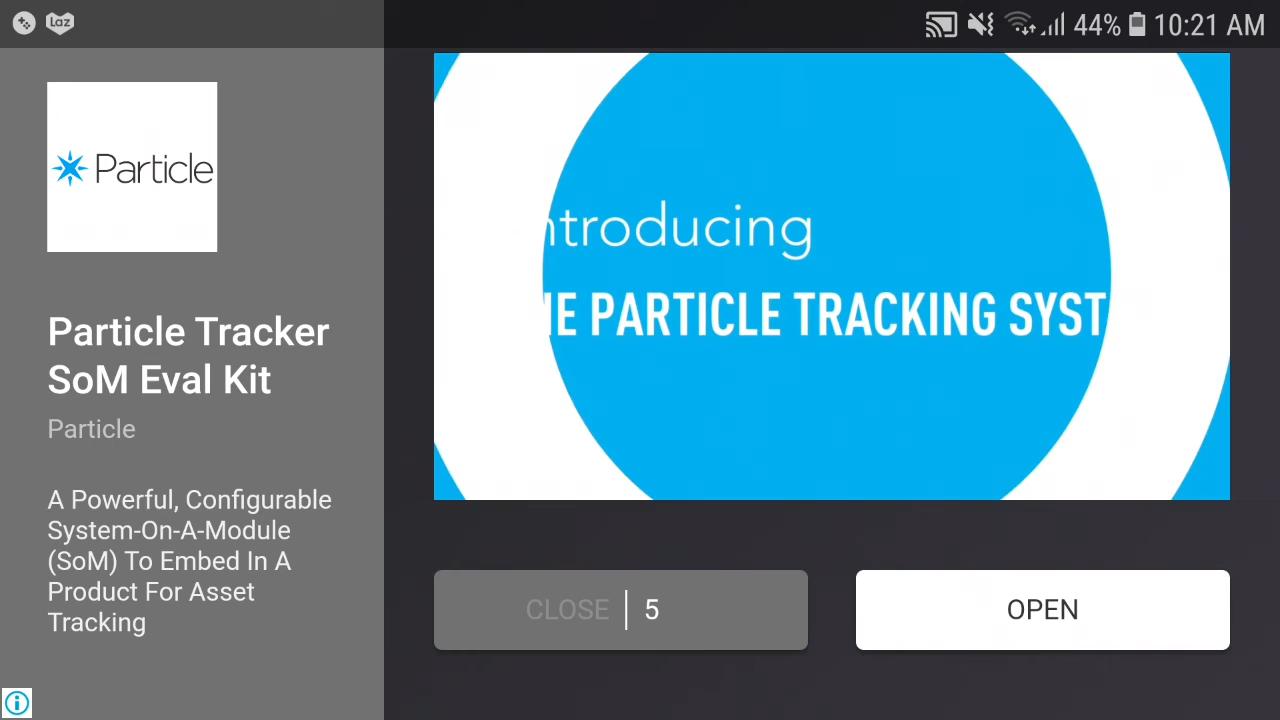 Laz
44% 10:21 AM
Particle
Particle Tracker
SoM Eval Kit
Particle
A Powerful, Configurable
System-On-A-Module
(SoM) To Embed In A
Product For Asset
Tracking
ntroducing
E PARTICLE TRACKING SYST
CLOSE 5
OPEN